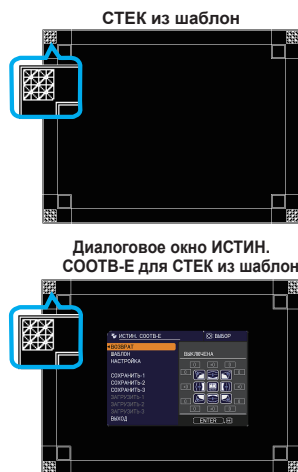 СТЕК из шаблон
Диалоговое окно ИСТИН.
СООТВ-Е для СТЕК из шаблон
ИСТИН. СООТВ-Е
ВЫБОР
ВОЗВРАТ
ШАБЛОН
ВЫКЛЮЧЕНА
НАСТРОЙКА
СОХРАНИТЬ-1
СОХРАНИТЬ-2
СОХРАНИТЬ-3
ЗАГРУЗИТЬ-1
ЗАГРУЗИТЬ-2
ЗАГРУЗИТЬ-3
ВЫХОД
ENTER